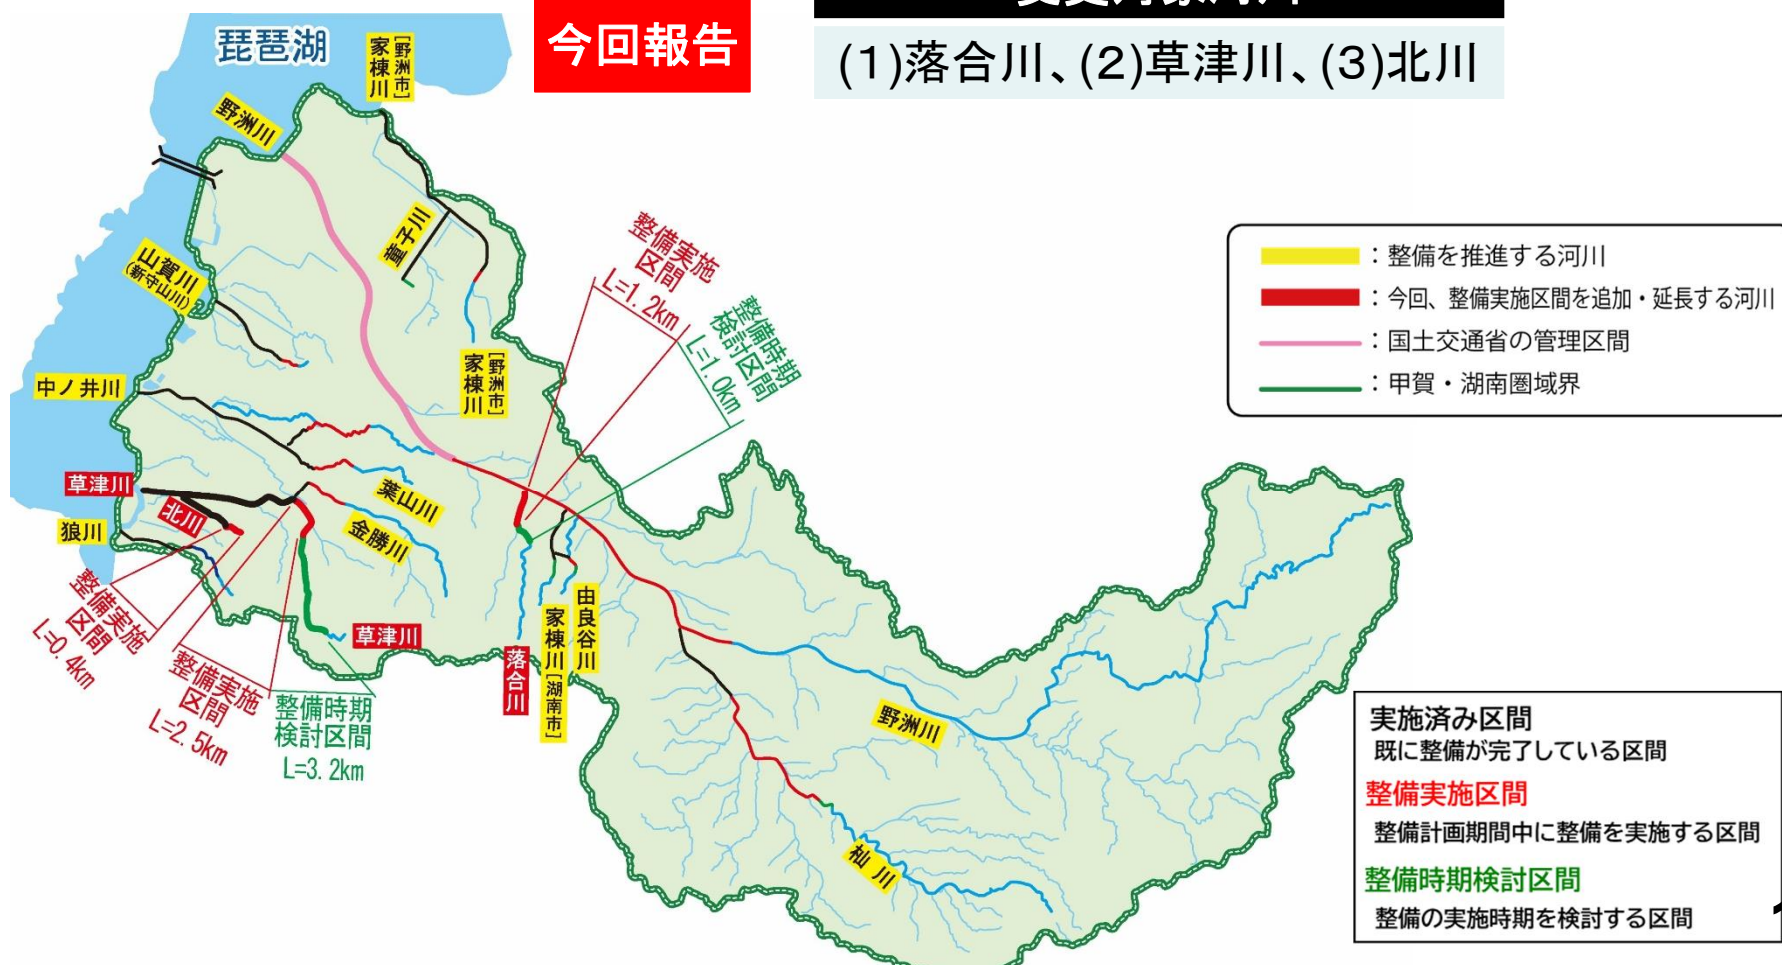 今回報告
(1)落合川、(2)草津川、(3)北川
琵琶湖
家棟川
[野洲市]
野洲川
童子川
山賀川
(新守山川)
家棟川
[野洲市]
整備実施
区間
L=1.2km
整備時期
検討区間
L=1.0km
：整備を推進する河川
：今回、整備実施区間を追加・延長する河川
：国土交通省の管理区間
：甲賀・湖南圏域界
中ノ井川
草津川
北川
狼川
葉山川
金勝川
整備実施
区間
L=0.4km
整備実施
区間
L=2.5km
草津川
整備時期
検討区間
L=3.2km
落合川
家棟川[湖南市]
由良谷川
野洲川
杣川
実施済み区間
既に整備が完了している区間
整備実施区間
整備計画期間中に整備を実施する区間
整備時期検討区間
整備の実施時期を検討する区間